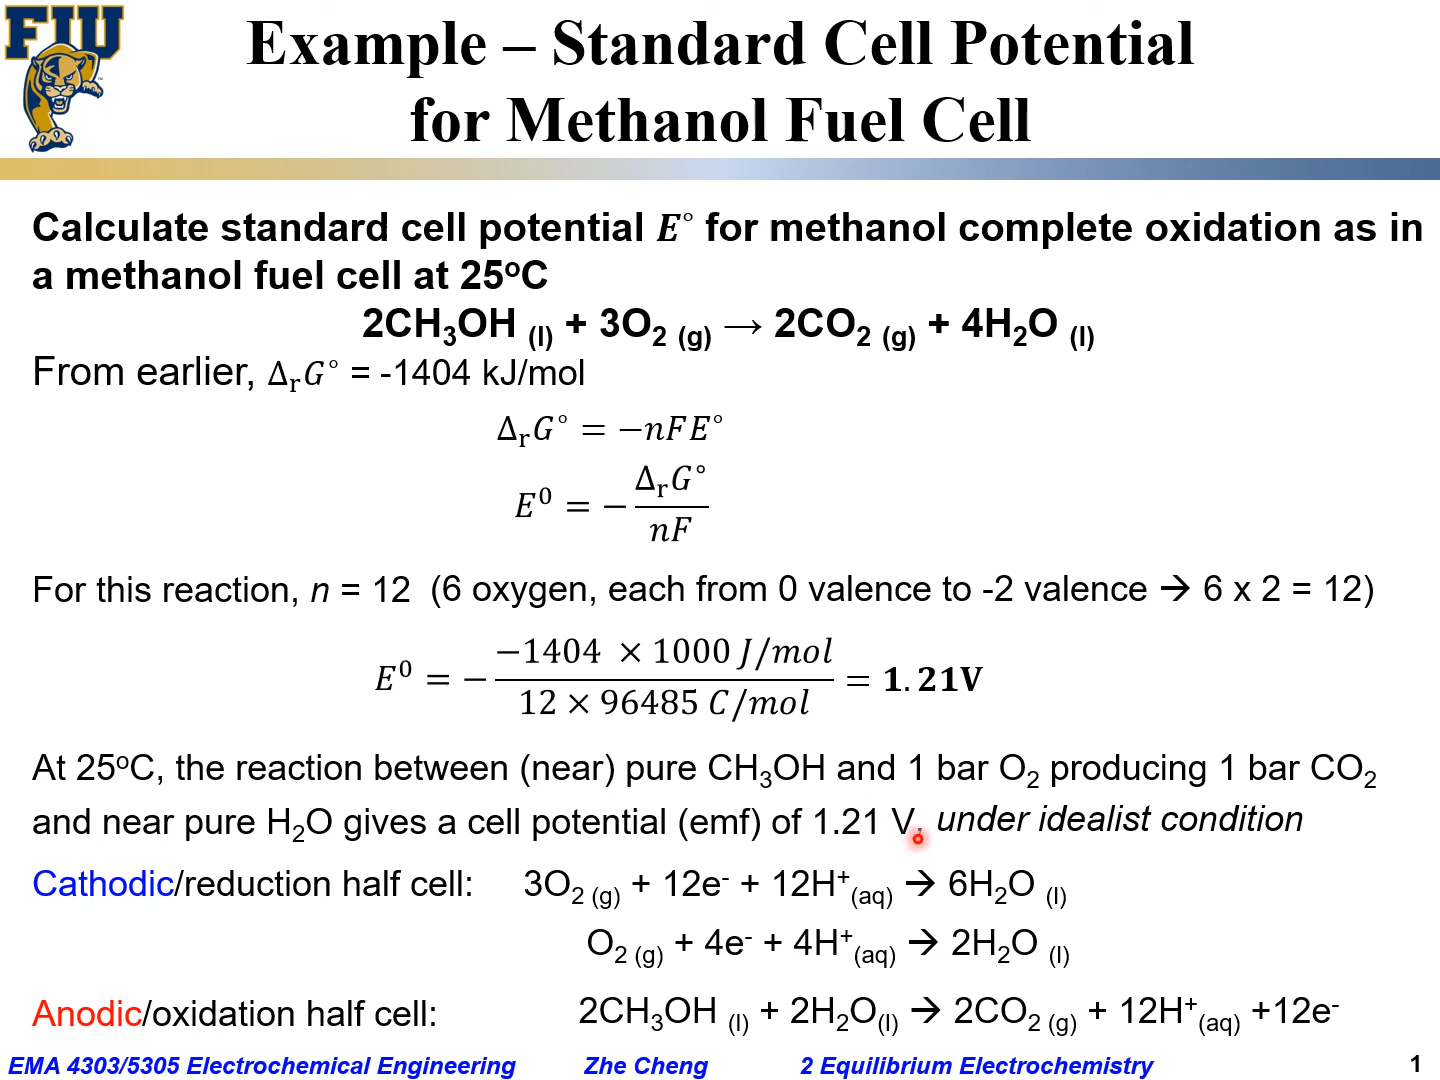 FIU
Example – Standard Cell Potential
for Methanol Fuel Cell
Calculate standard cell potential E° for methanol complete oxidation as in
a methanol fuel cell at 25ºC
2CH₃OH (l) + 3O₂ (g) → 2CO₂ (g) + 4H₂O (l)
From earlier, ΔrG° = -1404 kJ/mol
ΔrG° = −nFE°
E⁰ = − ΔrG° / nF
For this reaction, n = 12 (6 oxygen, each from 0 valence to -2 valence → 6 x 2 = 12)
E⁰ = − −1404 × 1000 J/mol / 12 × 96485 C/mol = 1.21V
At 25ºC, the reaction between (near) pure CH₃OH and 1 bar O₂ producing 1 bar CO₂
and near pure H₂O gives a cell potential (emf) of 1.21 V, under idealist condition
Cathodic/reduction half cell: 3O₂ (g) + 12e⁻ + 12H⁺(aq) → 6H₂O (l)
O₂ (g) + 4e⁻ + 4H⁺(aq) → 2H₂O (l)
Anodic/oxidation half cell: 2CH₃OH (l) + 2H₂O(l) → 2CO₂ (g) + 12H⁺(aq) +12e⁻
EMA 4303/5305 Electrochemical Engineering Zhe Cheng 2 Equilibrium Electrochemistry 1